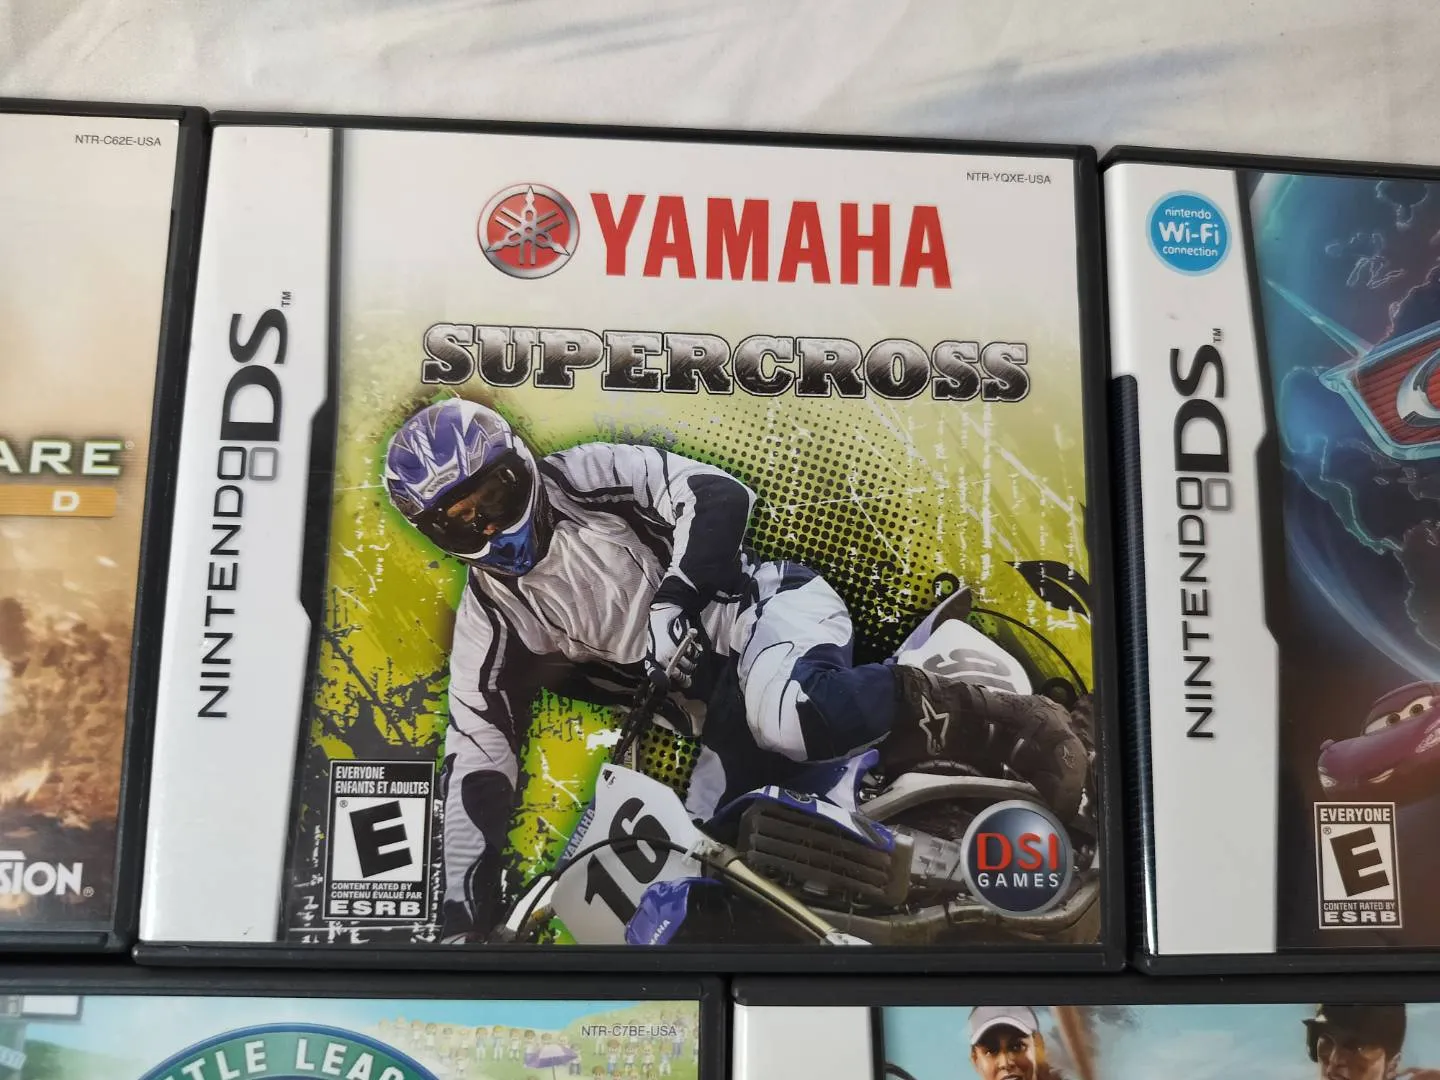 NTR-C62E-USA
ARE
D
SION
NINTENDO DS™
NTR-YQXE-USA
YAMAHA
SUPERCROSS
16
YAMAHA
EVERYONE
ENFANTS ET ADULTES
E
CONTENT RATED BY
CONTENU ÉVALUÉ PAR
ESRB
DSI
GAMES
nintendo
Wi-Fi
connection
NINTENDO DS™
EVERYONE
E
CONTENT RATED BY
ESRB
NTR-C7BE-USA
TLE LEAG